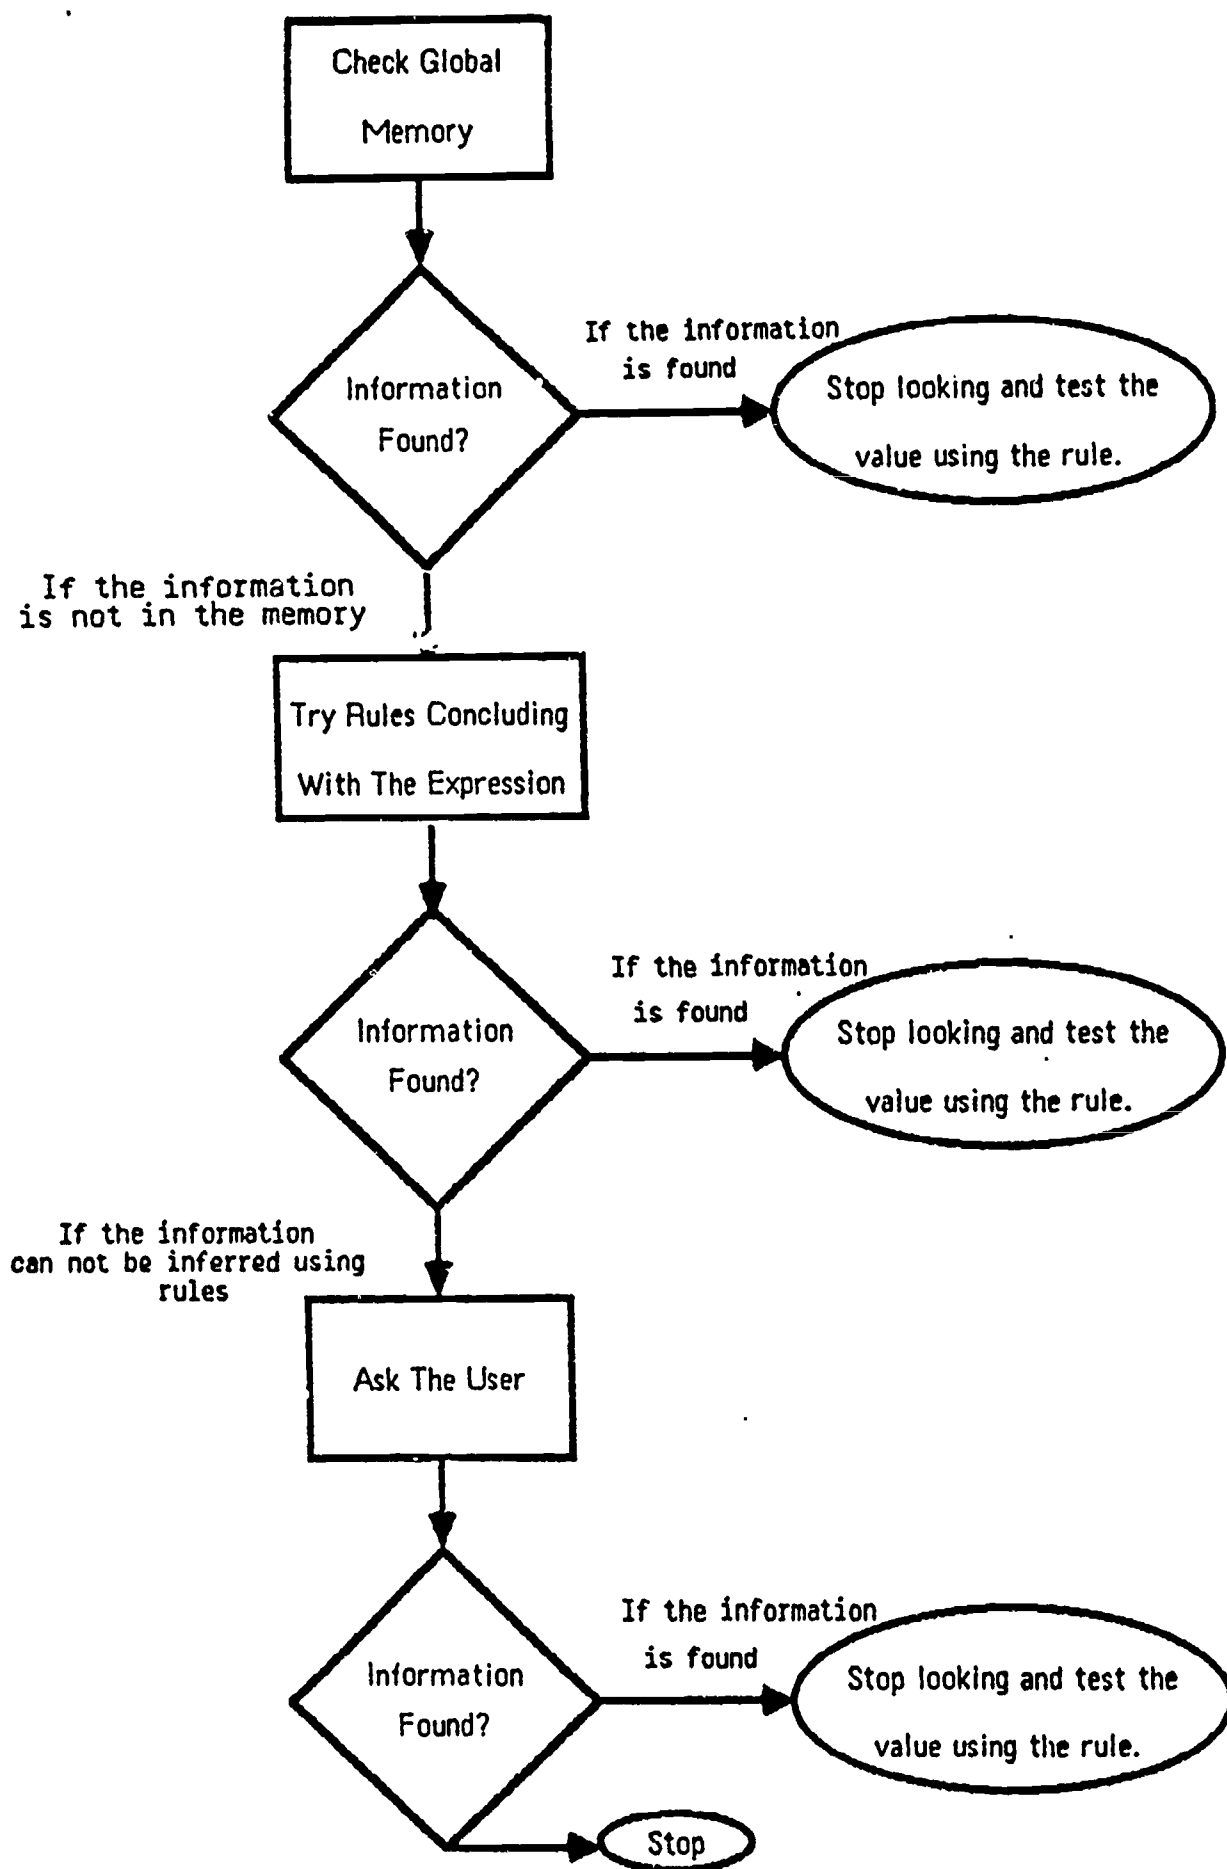 Check Global
Memory
If the information
is found
Information
Found?
Stop looking and test the
value using the rule.
If the information
is not in the memory
Try Rules Concluding
With The Expression
If the information
is found
Information
Found?
Stop looking and test the
value using the rule.
If the information
can not be inferred using
rules
Ask The User
If the information
is found
Information
Found?
Stop looking and test the
value using the rule.
Stop